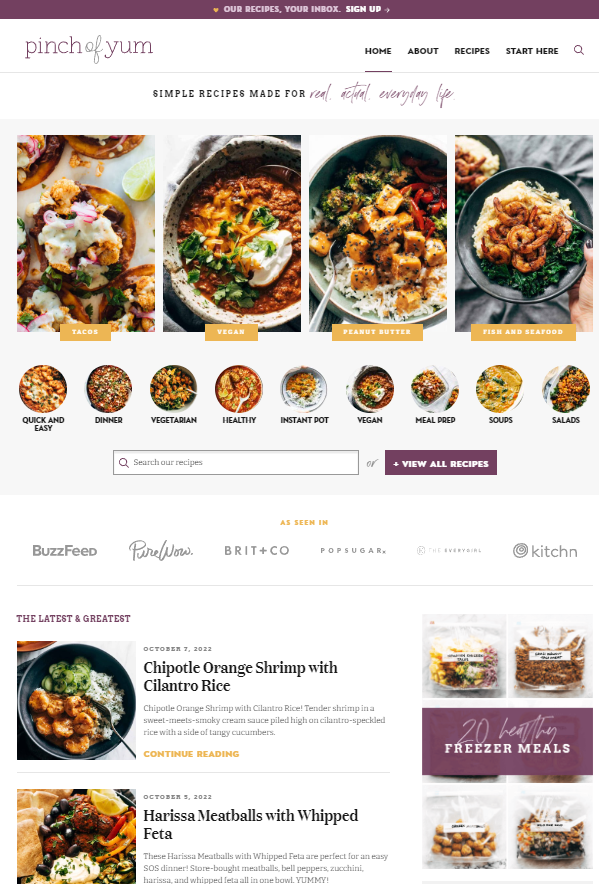 OUR RECIPES, YOUR INBOX. SIGN UP
pinch of yum
HOME ABOUT RECIPES START HERE
SIMPLE RECIPES MADE FOR real, actual, everyday life.
TACOS VEGAN PEANUT BUTTER FISH AND SEAFOOD
QUICK AND EASY DINNER VEGETARIAN HEALTHY INSTANT POT VEGAN MEAL PREP SOUPS SALADS
Search our recipes or + VIEW ALL RECIPES
AS SEEN IN
BuzzFeed PureWow. BRIT+CO POPSUGAR. THE EVERYGIRL kitchn
THE LATEST & GREATEST
OCTOBER 7, 2022
Chipotle Orange Shrimp with
Cilantro Rice
Chipotle Orange Shrimp with Cilantro Rice! Tender shrimp in a
sweet-meets-smoky cream sauce piled high on cilantro-speckled
rice with a side of tangy cucumbers.
CONTINUE READING
20 healthy
FREEZER MEALS
OCTOBER 5, 2022
Harissa Meatballs with Whipped
Feta
These Harissa Meatballs with Whipped Feta are perfect for an easy
SOS dinner! Store-bought meatballs, bell peppers, zucchini,
harissa, and whipped feta all in one bowl. YUMMY!